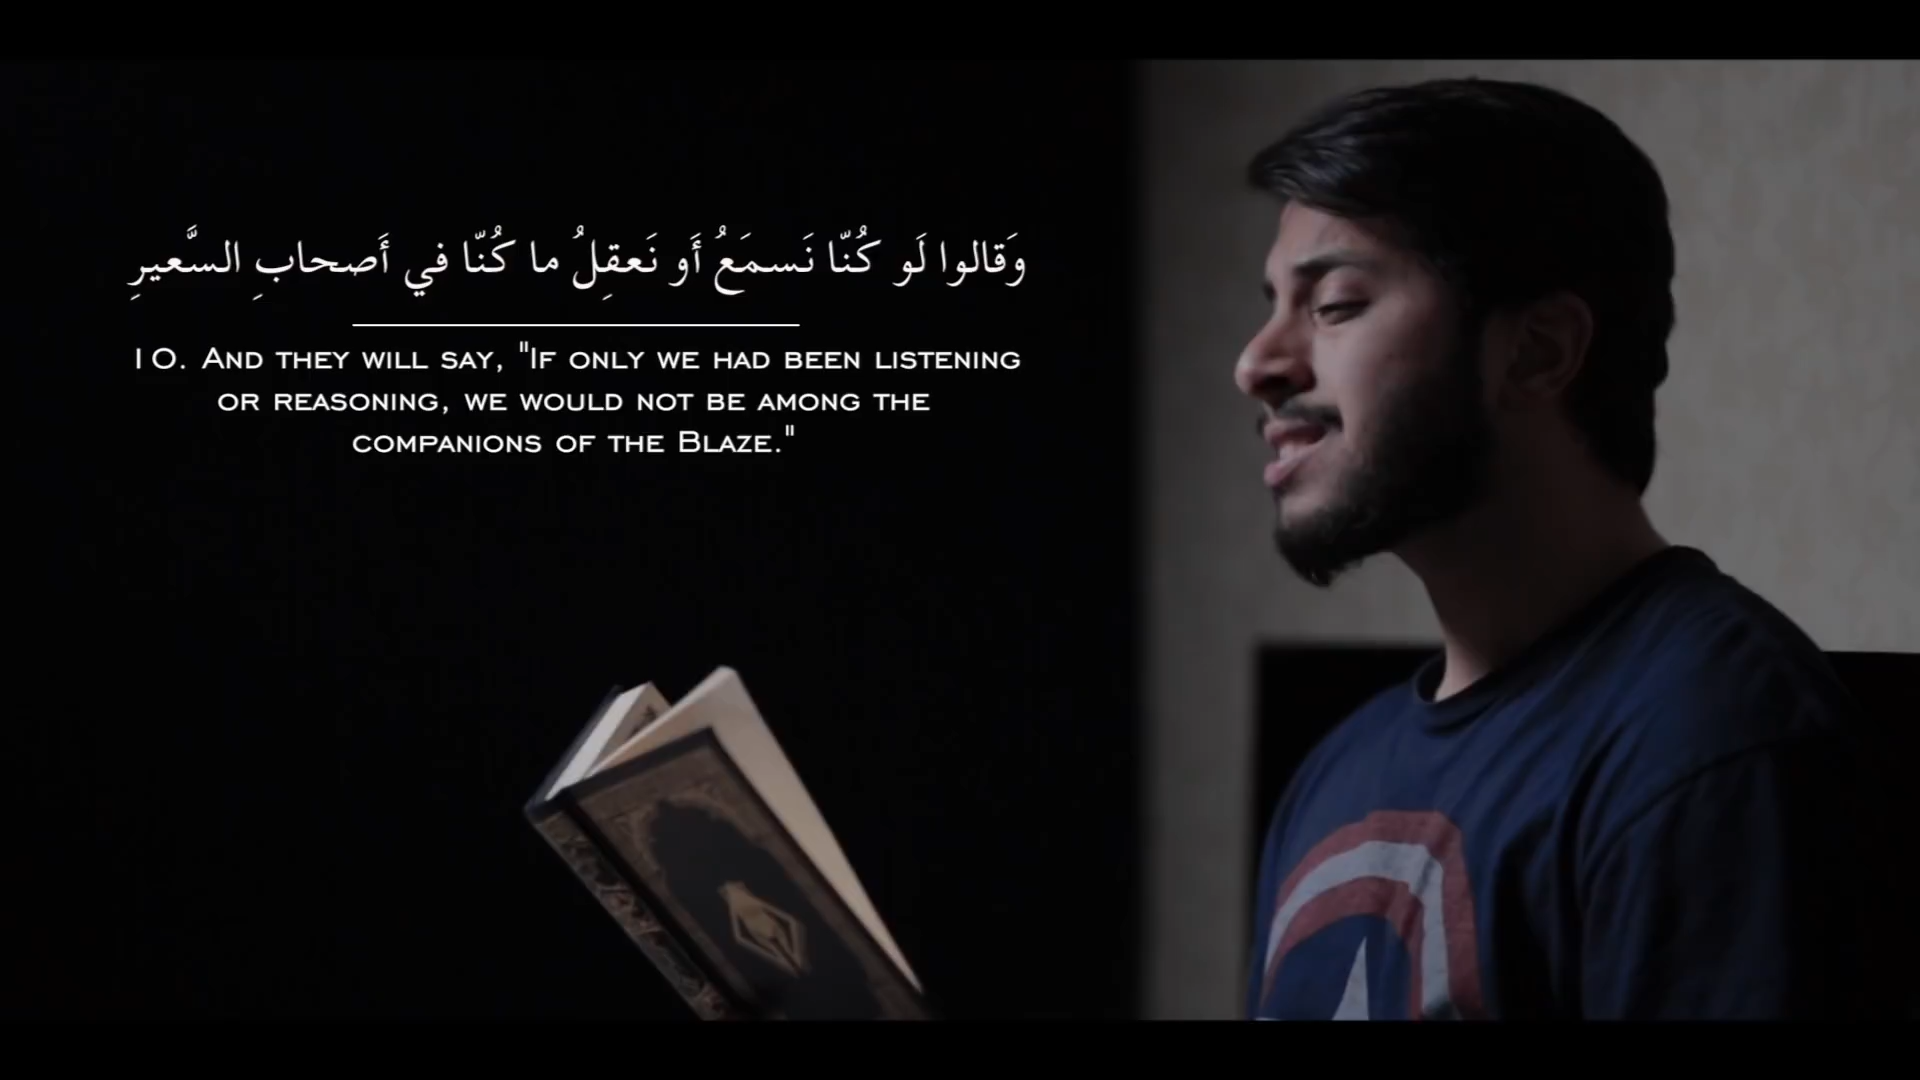 وَقالوا لَو كُنّا نَسمَعُ أَو نَعقِلُ ما كُنّا في أَصحابِ السَّعيرِ
10. And they will say, "If only we had been listening
or reasoning, we would not be among the
companions of the Blaze."